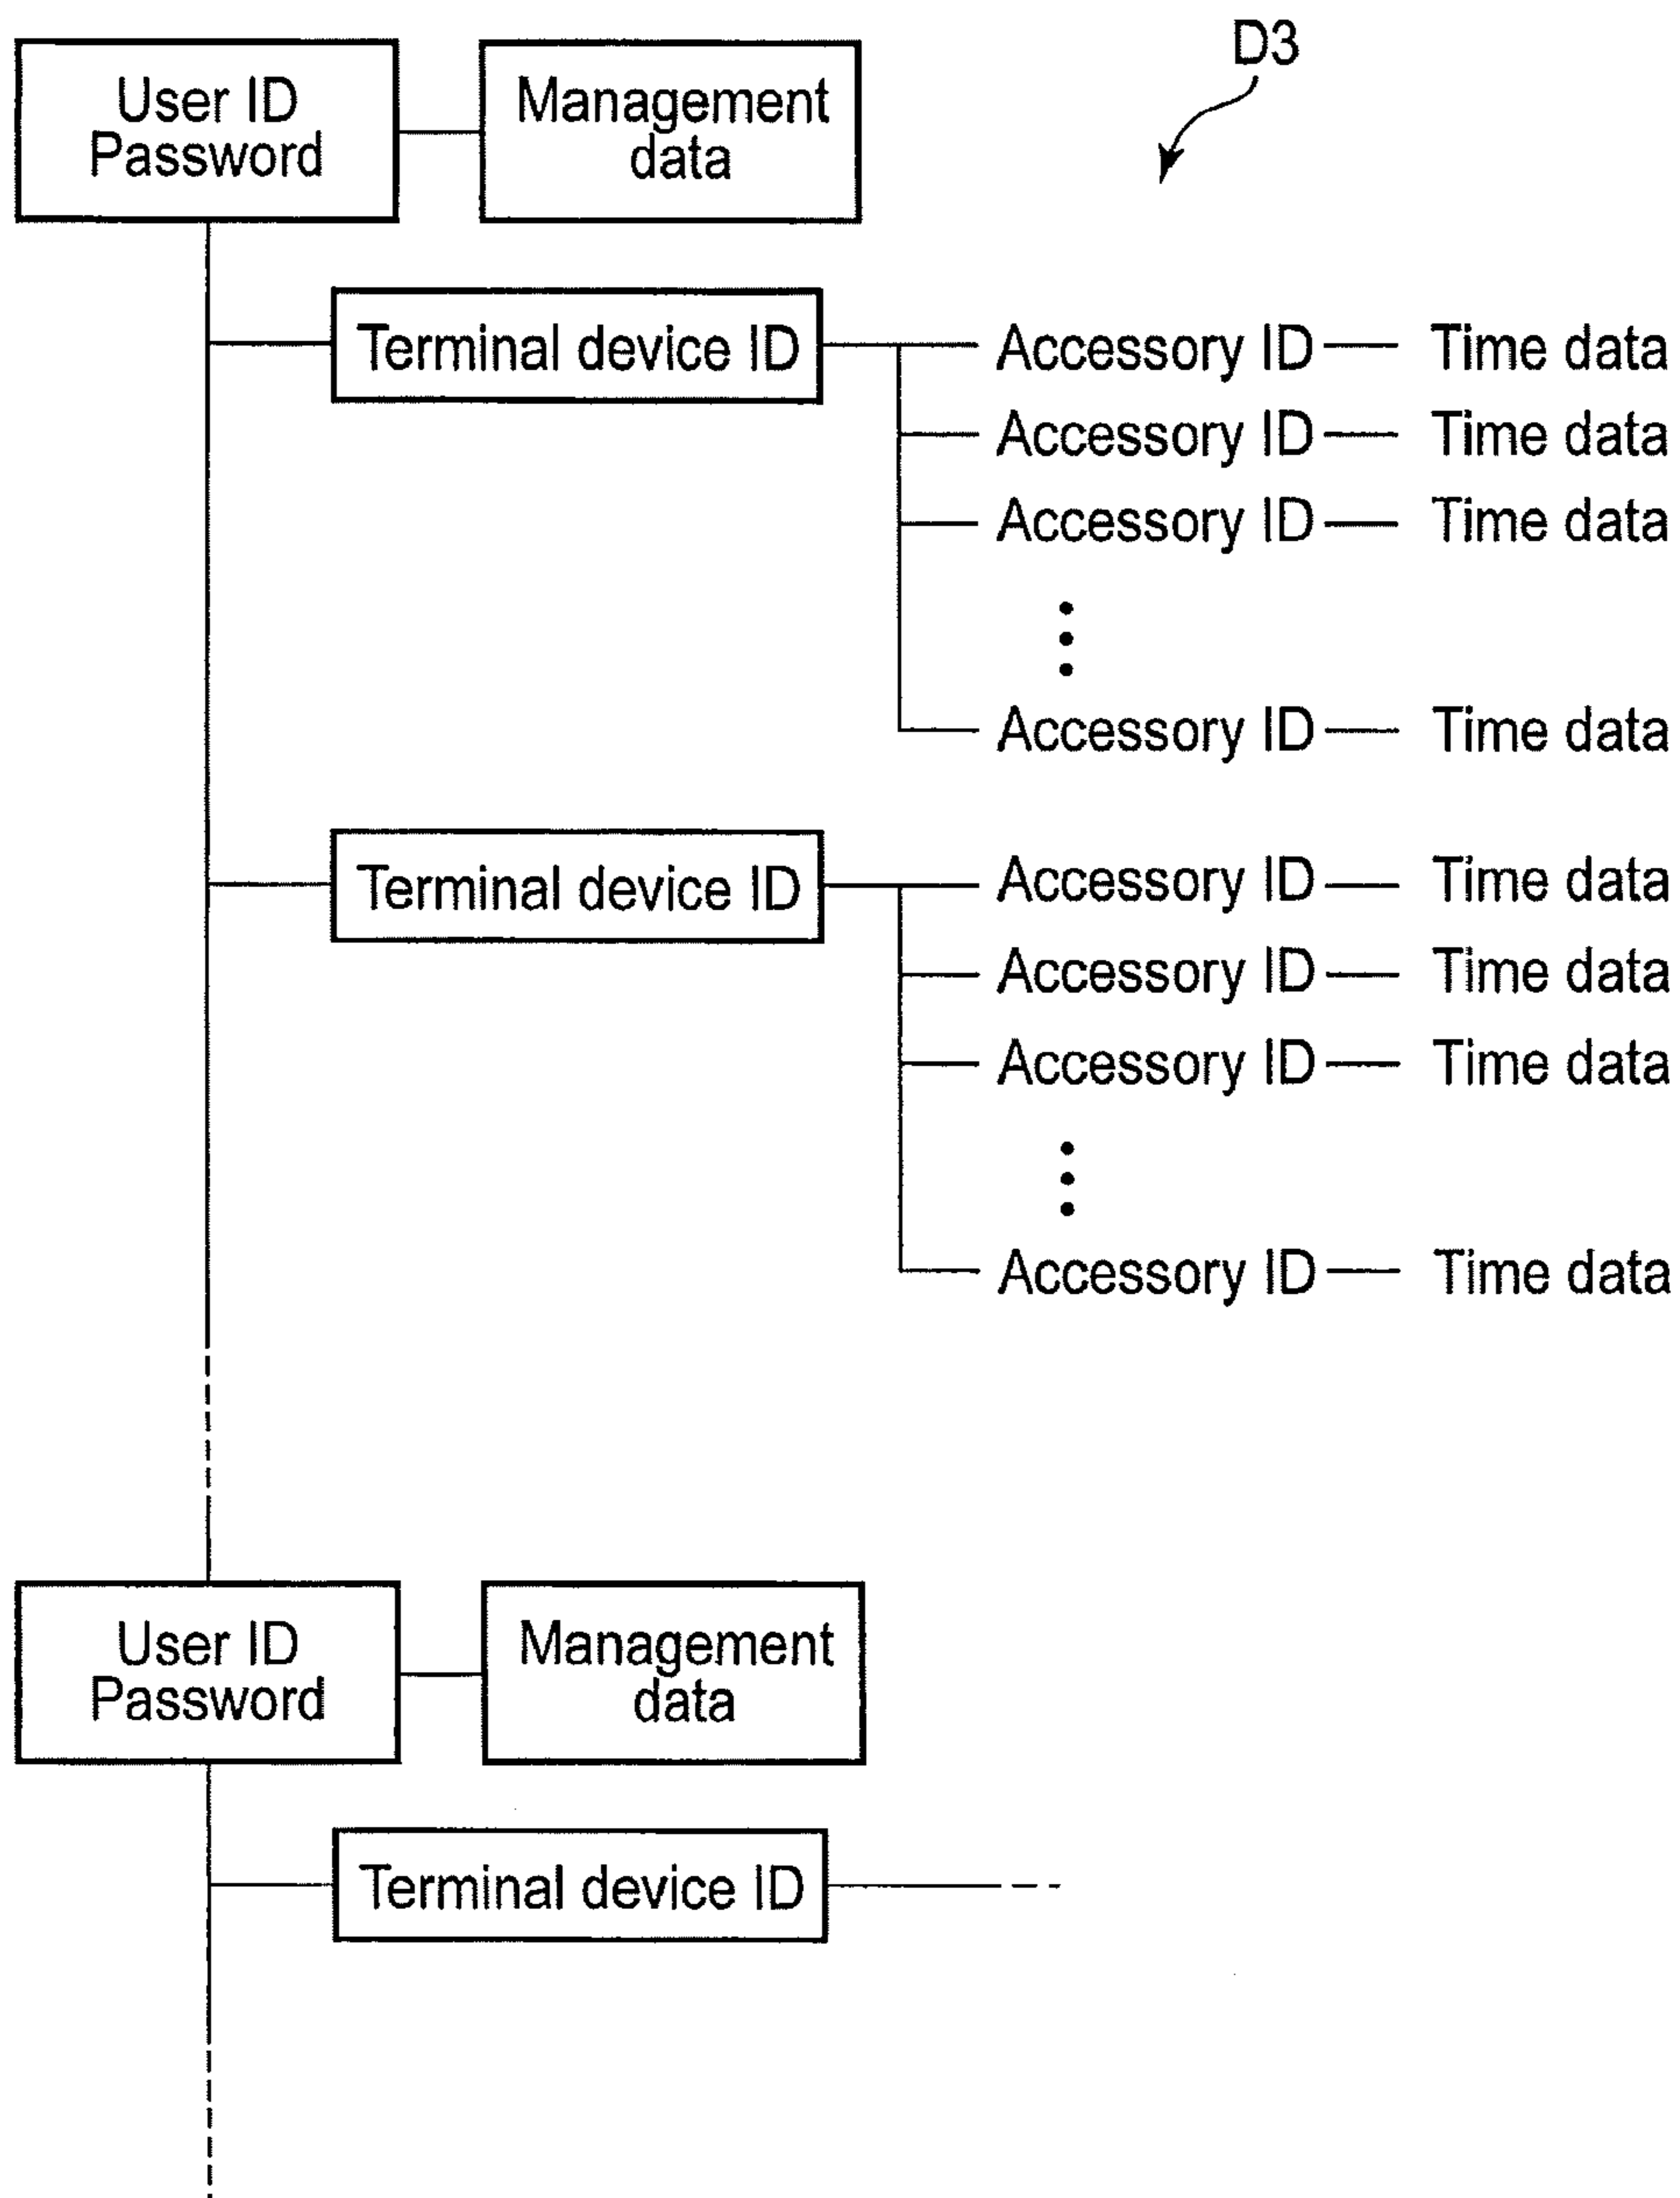 D3
User ID
Password
Management
data
Terminal device ID
Accessory ID — Time data
Accessory ID — Time data
Accessory ID — Time data
Accessory ID — Time data
Terminal device ID
Accessory ID — Time data
Accessory ID — Time data
Accessory ID — Time data
Accessory ID — Time data
User ID
Password
Management
data
Terminal device ID